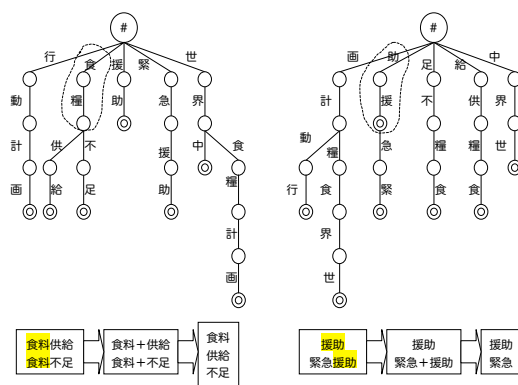 #
行 食 援 緊 世
動 糧 助 急 界
計 供 不 援 中 食
画 給 足 助 糧
計
画
#
画 助 足 給 中
計 援 不 供 界
動 糧 急 糧 糧 世
行 食 緊 食 食
界
世
食料供給
食料不足
食料+供給
食料+不足
食料
供給
不足
援助
緊急援助
援助
緊急+援助
援助
緊急